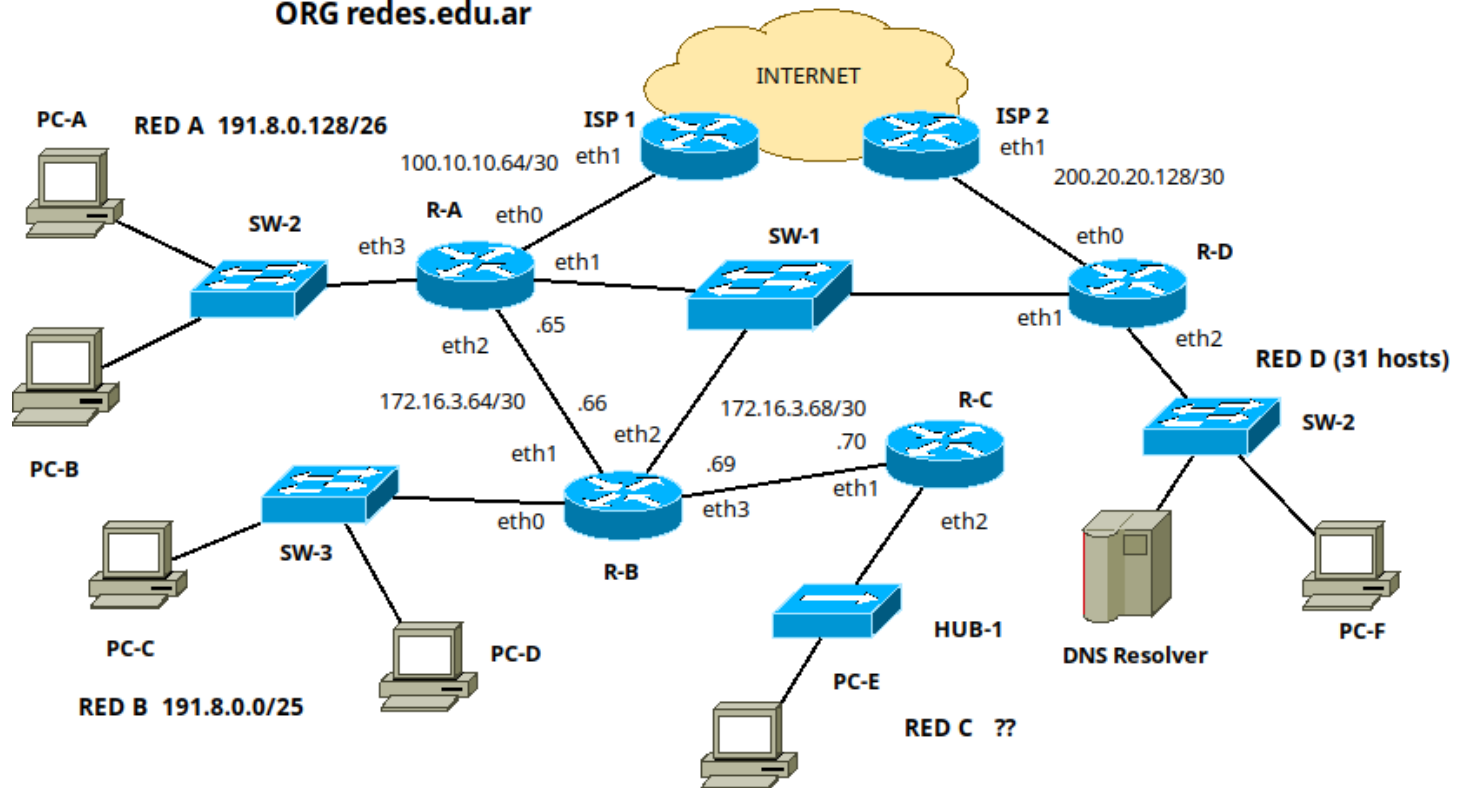 ORG redes.edu.ar
INTERNET
PC-A
RED A 191.8.0.128/26
ISP 1
ISP 2
eth1
eth1
100.10.10.64/30
200.20.20.128/30
R-A
eth0
SW-2
SW-1
eth0
R-D
eth3
eth1
eth1
.65
eth2
eth2
RED D (31 hosts)
172.16.3.64/30
.66
172.16.3.68/30
R-C
SW-2
eth2
.70
PC-B
eth1
.69
eth1
eth0
eth3
eth2
SW-3
R-B
HUB-1
PC-F
PC-C
PC-D
DNS Resolver
PC-E
RED B 191.8.0.0/25
RED C ??